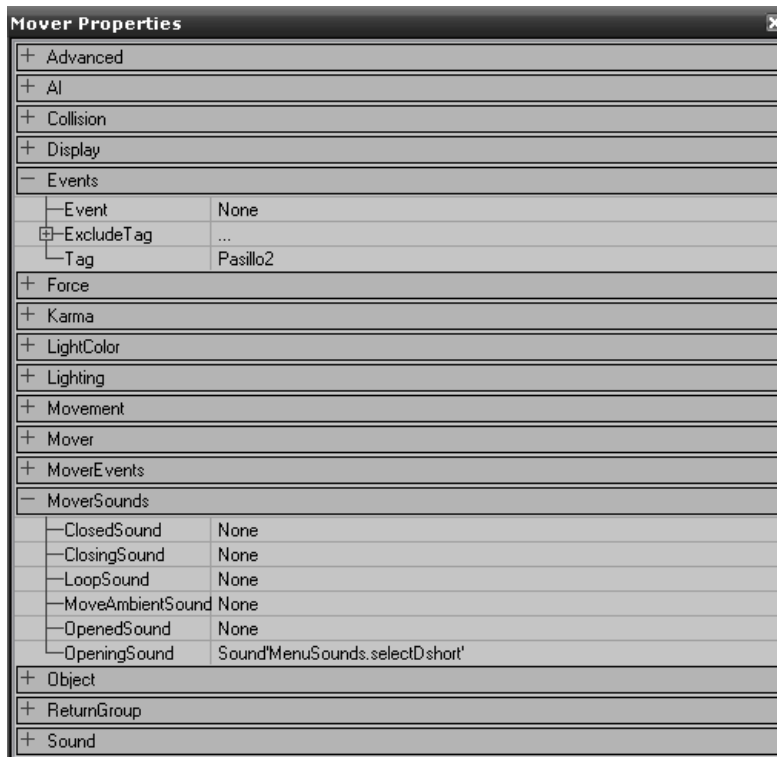 Mover Properties
Advanced
AI
Collision
Display
Events
Event None
ExcludeTag ...
Tag Pasillo2
Force
Karma
LightColor
Lighting
Movement
Mover
MoverEvents
MoverSounds
ClosedSound None
ClosingSound None
LoopSound None
MoveAmbientSound None
OpenedSound None
OpeningSound Sound'MenuSounds.selectDshort'
Object
ReturnGroup
Sound